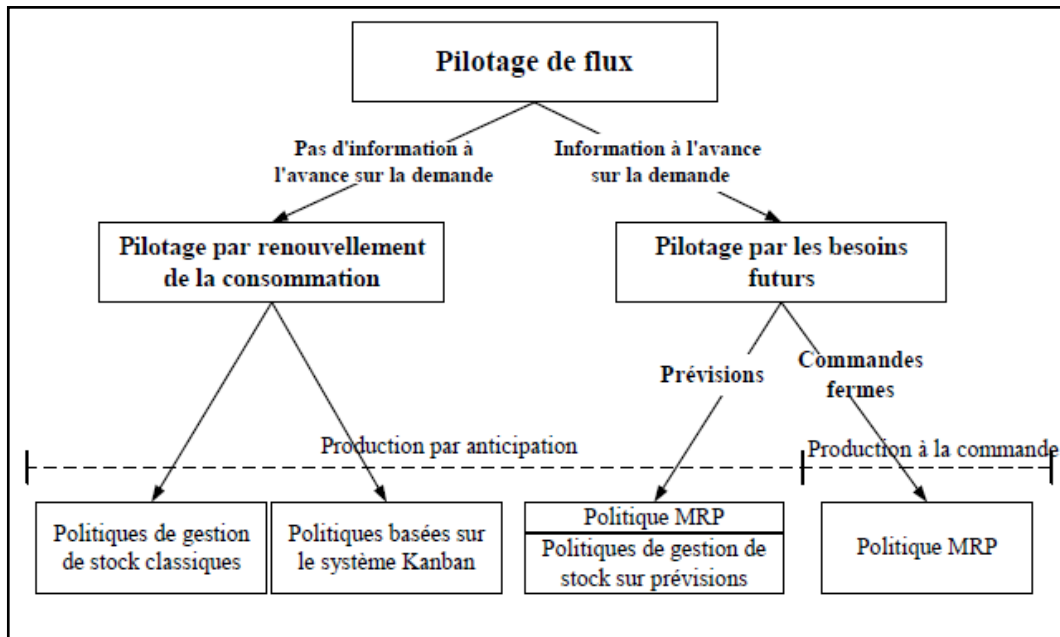 Pilotage de flux
Pas d'information à
l'avance sur la demande
Information à l'avance
sur la demande
Pilotage par renouvellement
de la consommation
Pilotage par les besoins
futurs
Prévisions
Commandes
fermes
Production par anticipation
Production à la commande
Politiques de gestion
de stock classiques
Politiques basées sur
le système Kanban
Politique MRP
Politiques de gestion de
stock sur prévisions
Politique MRP